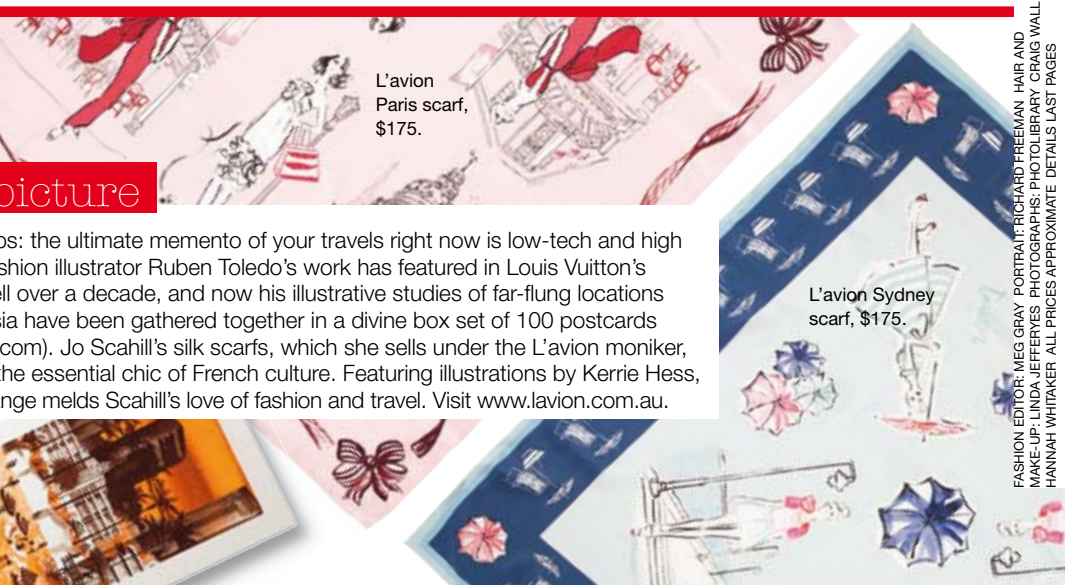 L'avion
Paris scarf,
$175.
picture
os: the ultimate memento of your travels right now is low-tech and high
shion illustrator Ruben Toledo's work has featured in Louis Vuitton's
ell over a decade, and now his illustrative studies of far-flung locations
sia have been gathered together in a divine box set of 100 postcards
.com). Jo Scahill's silk scarfs, which she sells under the L'avion moniker,
the essential chic of French culture. Featuring illustrations by Kerrie Hess,
nge melds Scahill's love of fashion and travel. Visit www.lavion.com.au.
L'avion Sydney
scarf, $175.
FASHION EDITOR: MEG GRAY PORTRAIT: RICHARD FREEMAN HAIR AND
MAKE-UP: LINDA JEFFERYES PHOTOGRAPHS: PHOTOLIBRARY CRAIG WALL
HANNAH WHITAKER ALL PRICES APPROXIMATE DETAILS LAST PAGES